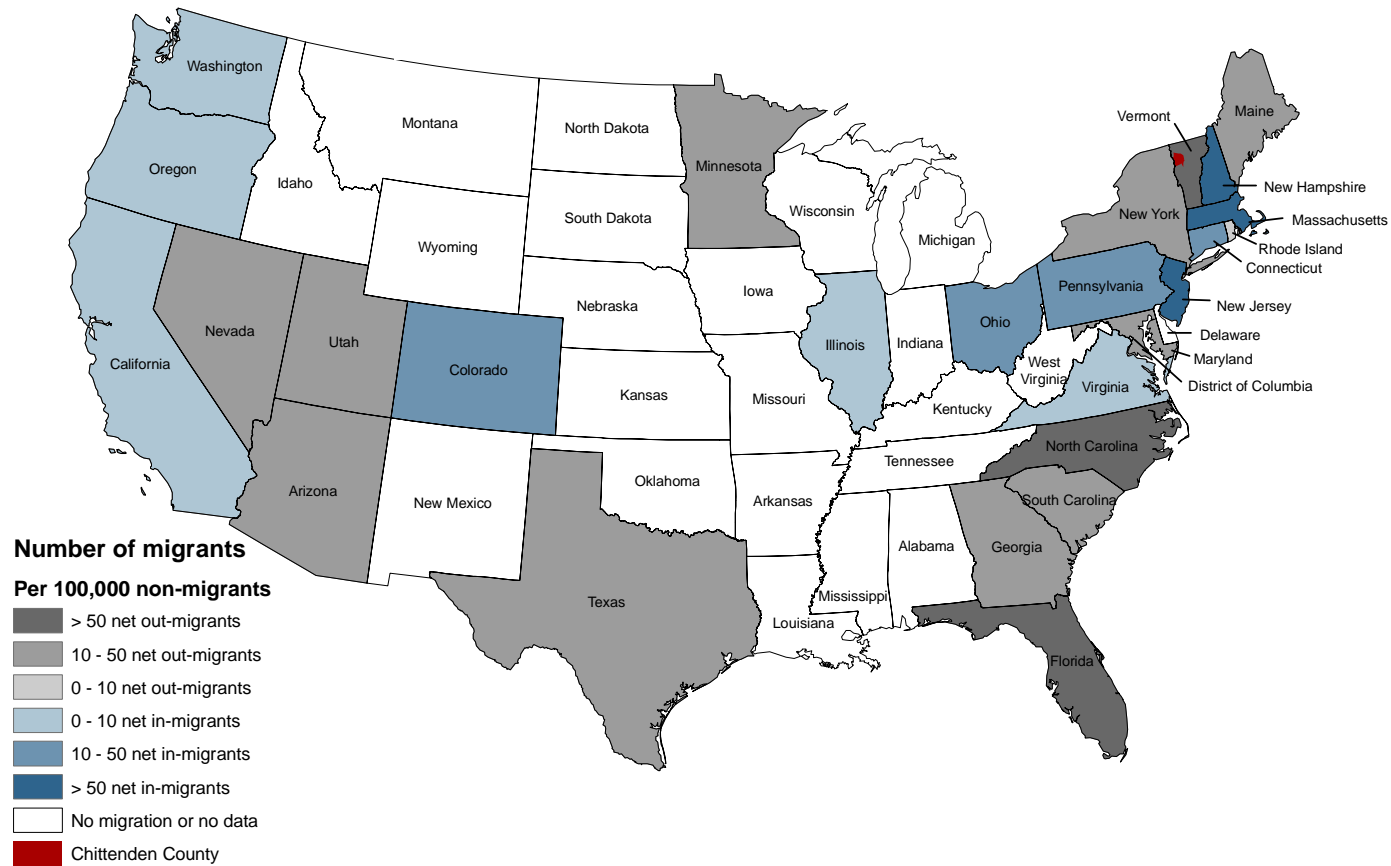 Washington
Montana
North Dakota
Minnesota
Vermont
Maine
Oregon
Idaho
Wisconsin
New York
New Hampshire
South Dakota
Massachusetts
Wyoming
Michigan
Rhode Island
Connecticut
Iowa
Pennsylvania
Nebraska
New Jersey
Nevada
Ohio
Utah
Illinois
Indiana
Delaware
California
Colorado
West
Virginia
Maryland
Virginia
District of Columbia
Kansas
Missouri
Kentucky
North Carolina
Tennessee
Oklahoma
Arizona
New Mexico
Arkansas
South Carolina
Alabama
Georgia
Texas
Mississippi
Louisiana
Florida
Number of migrants
Per 100,000 non-migrants
> 50 net out-migrants
10 - 50 net out-migrants
0 - 10 net out-migrants
0 - 10 net in-migrants
10 - 50 net in-migrants
> 50 net in-migrants
No migration or no data
Chittenden County